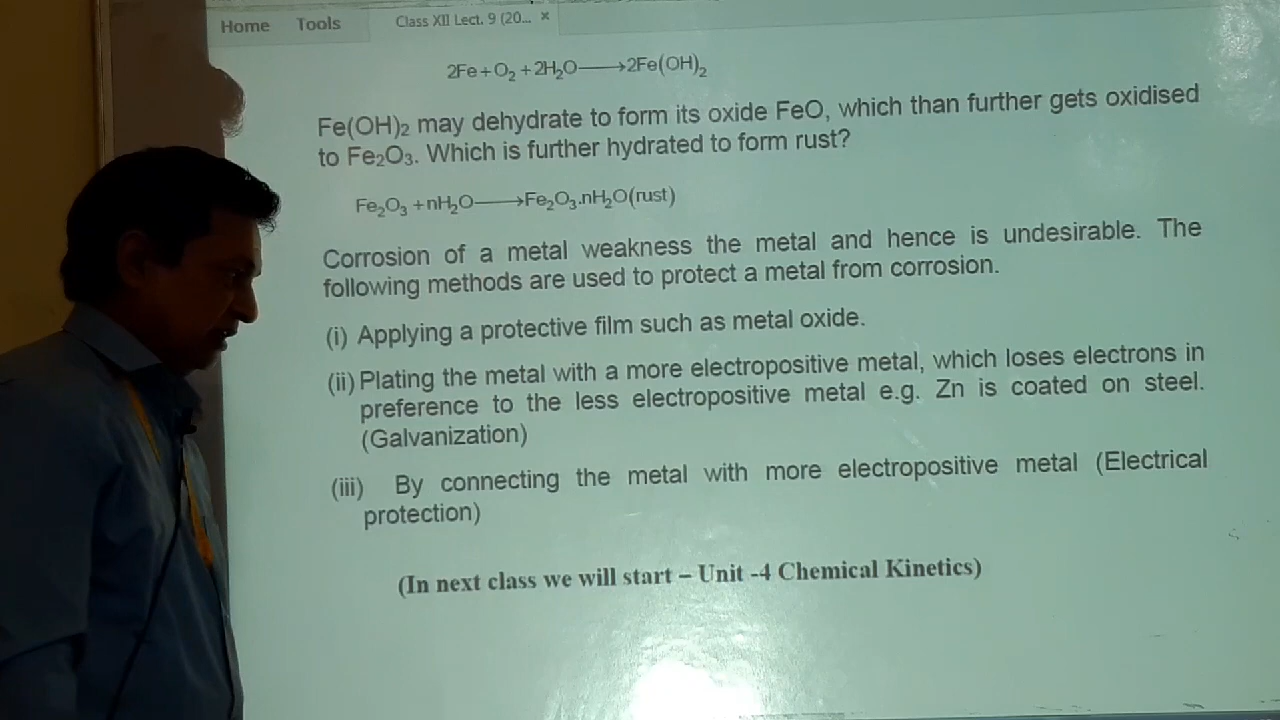 Home Tools Class XII Lect. 9 (20... ×
2Fe+O₂+2H₂O⟶2Fe(OH)₂
Fe(OH)₂ may dehydrate to form its oxide FeO, which than further gets oxidised
to Fe₂O₃. Which is further hydrated to form rust?
Fe₂O₃+nH₂O⟶Fe₂O₃.nH₂O(rust)
Corrosion of a metal weakness the metal and hence is undesirable. The
following methods are used to protect a metal from corrosion.
(i) Applying a protective film such as metal oxide.
(ii) Plating the metal with a more electropositive metal, which loses electrons in
preference to the less electropositive metal e.g. Zn is coated on steel.
(Galvanization)
(iii) By connecting the metal with more electropositive metal (Electrical
protection)
(In next class we will start – Unit -4 Chemical Kinetics)